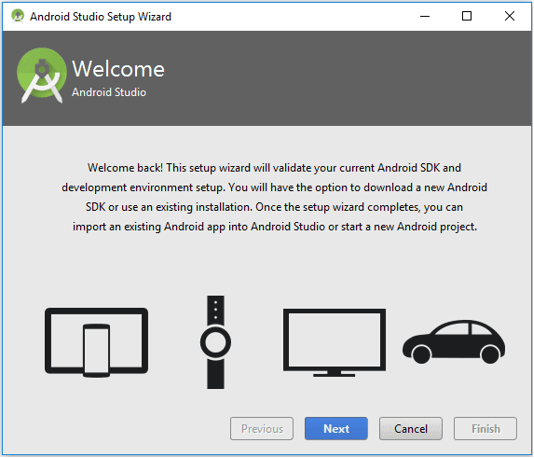 Android Studio Setup Wizard
Welcome
Android Studio
Welcome back! This setup wizard will validate your current Android SDK and
development environment setup. You will have the option to download a new Android
SDK or use an existing installation. Once the setup wizard completes, you can
import an existing Android app into Android Studio or start a new Android project.
Previous
Next
Cancel
Finish